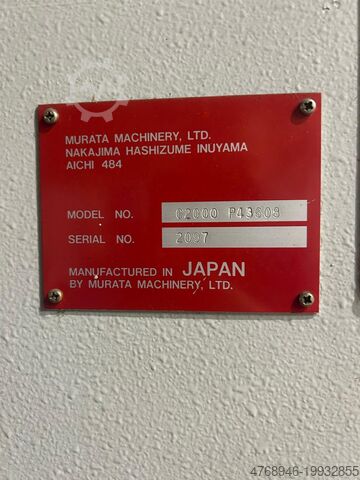 MURATA MACHINERY, LTD.
NAKAJIMA HASHIZUME INUYAMA
AICHI 484
MODEL NO. C2000 P43608
SERIAL NO. 2097
MANUFACTURED IN JAPAN
BY MURATA MACHINERY, LTD.
4768946-19932855